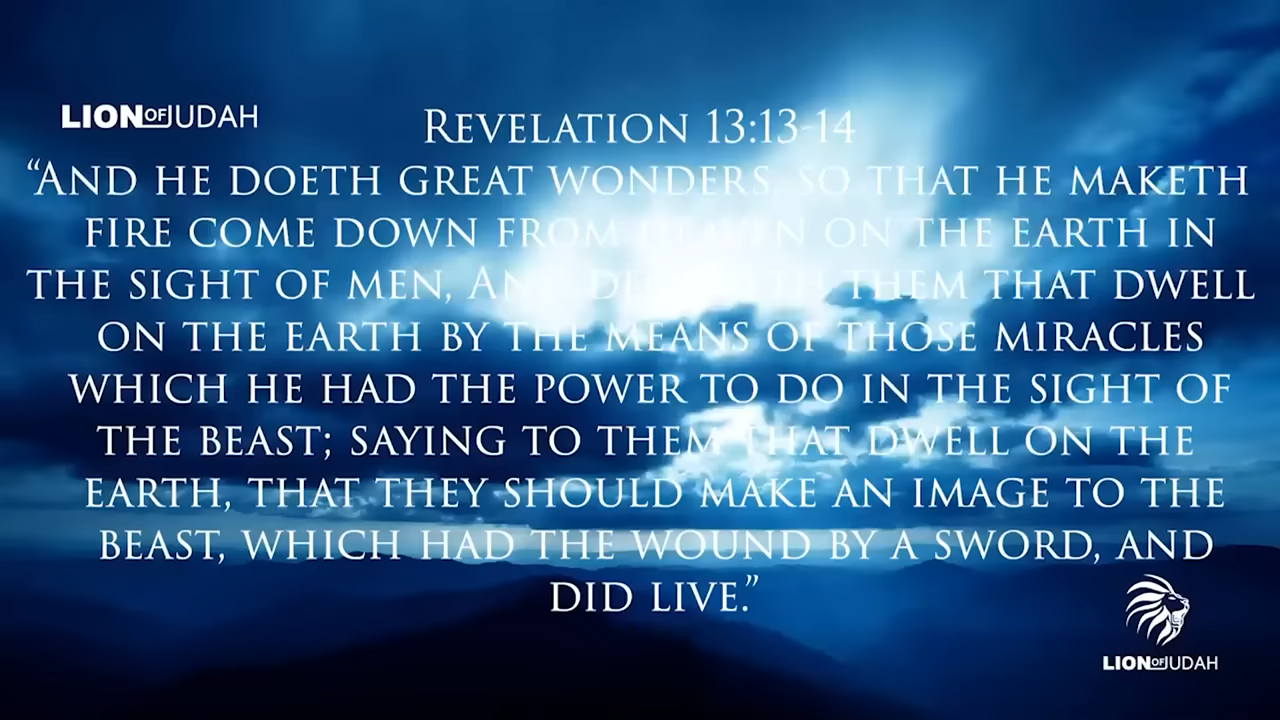 LION OF JUDAH
REVELATION 13:13-14
“AND HE DOETH GREAT WONDERS, SO THAT HE MAKETH
FIRE COME DOWN FROM HEAVEN ON THE EARTH IN
THE SIGHT OF MEN, AND DECEIVETH THEM THAT DWELL
ON THE EARTH BY THE MEANS OF THOSE MIRACLES
WHICH HE HAD THE POWER TO DO IN THE SIGHT OF
THE BEAST; SAYING TO THEM THAT DWELL ON THE
EARTH, THAT THEY SHOULD MAKE AN IMAGE TO THE
BEAST, WHICH HAD THE WOUND BY A SWORD, AND
DID LIVE.”
LION OF JUDAH